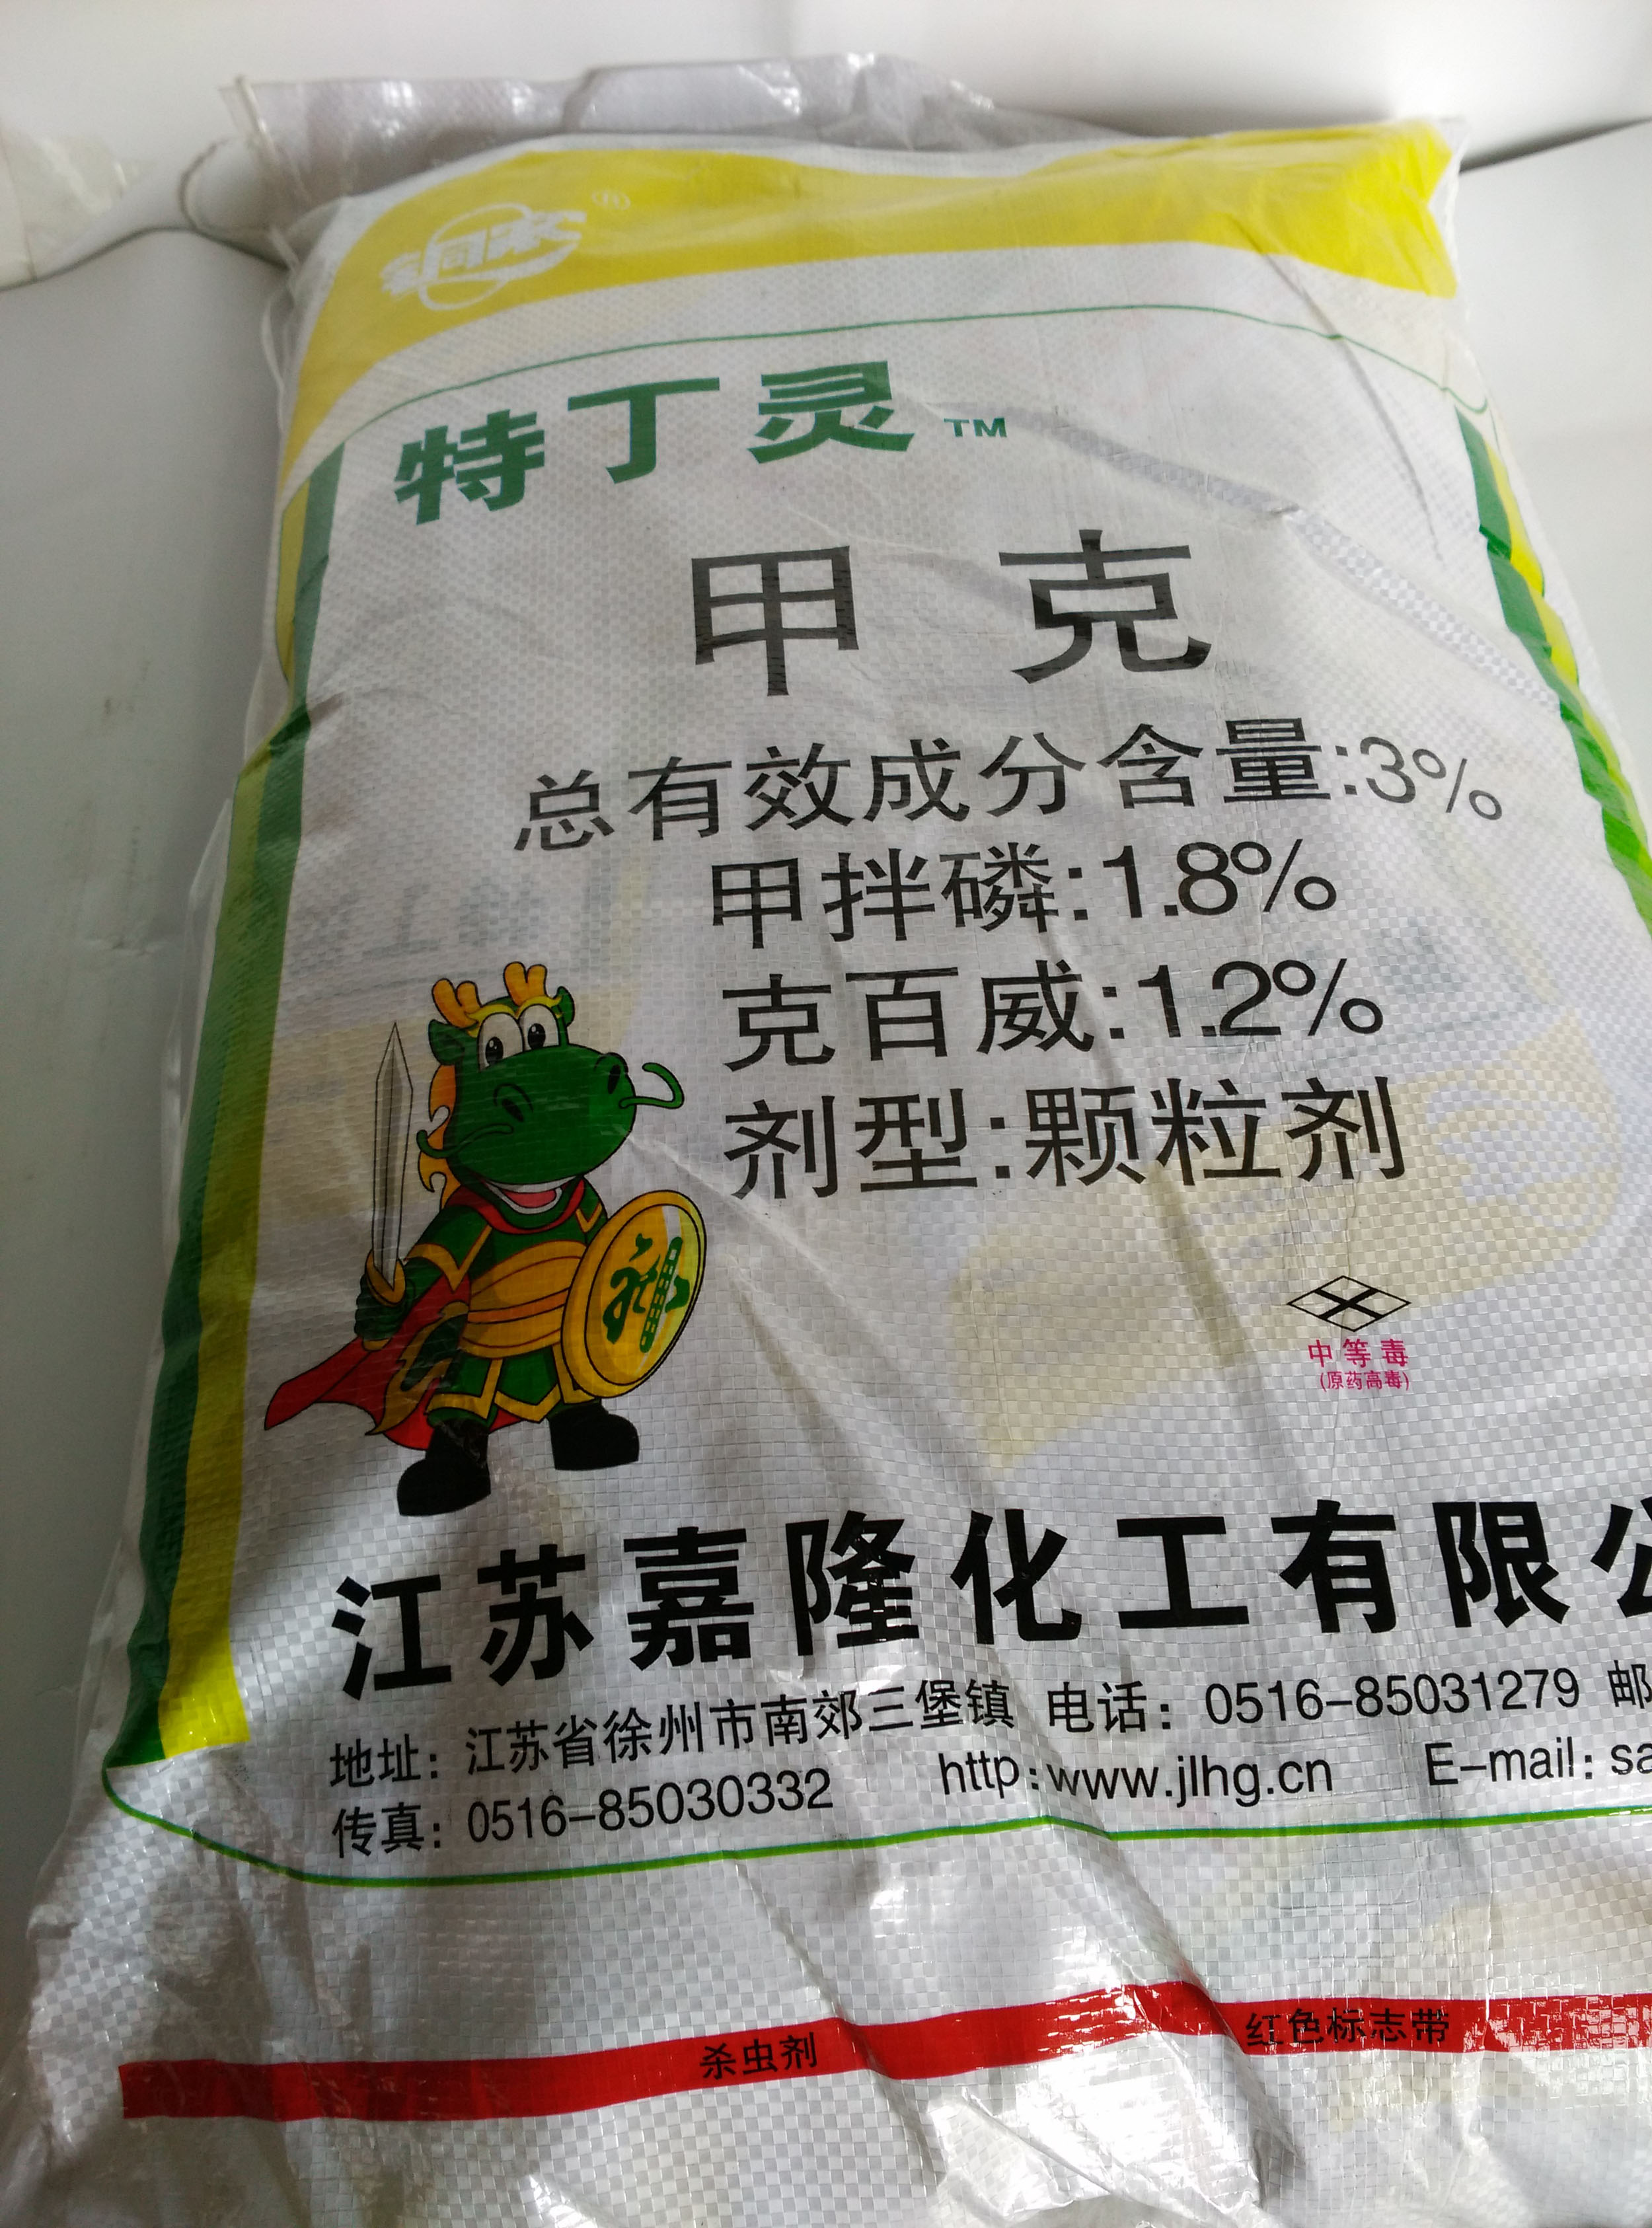 ®
特丁灵TM
甲 克
总有效成分含量:3%
甲拌磷:1.8%
克百威:1.2%
剂型:颗粒剂
中等毒
(原药高毒)
江苏嘉隆化工有限公
地址：江苏省徐州市南郊三堡镇 电话：0516-85031279 邮
传真：0516-85030332 http:www.jlhg.cn E-mail: sa
杀虫剂 红色标志带